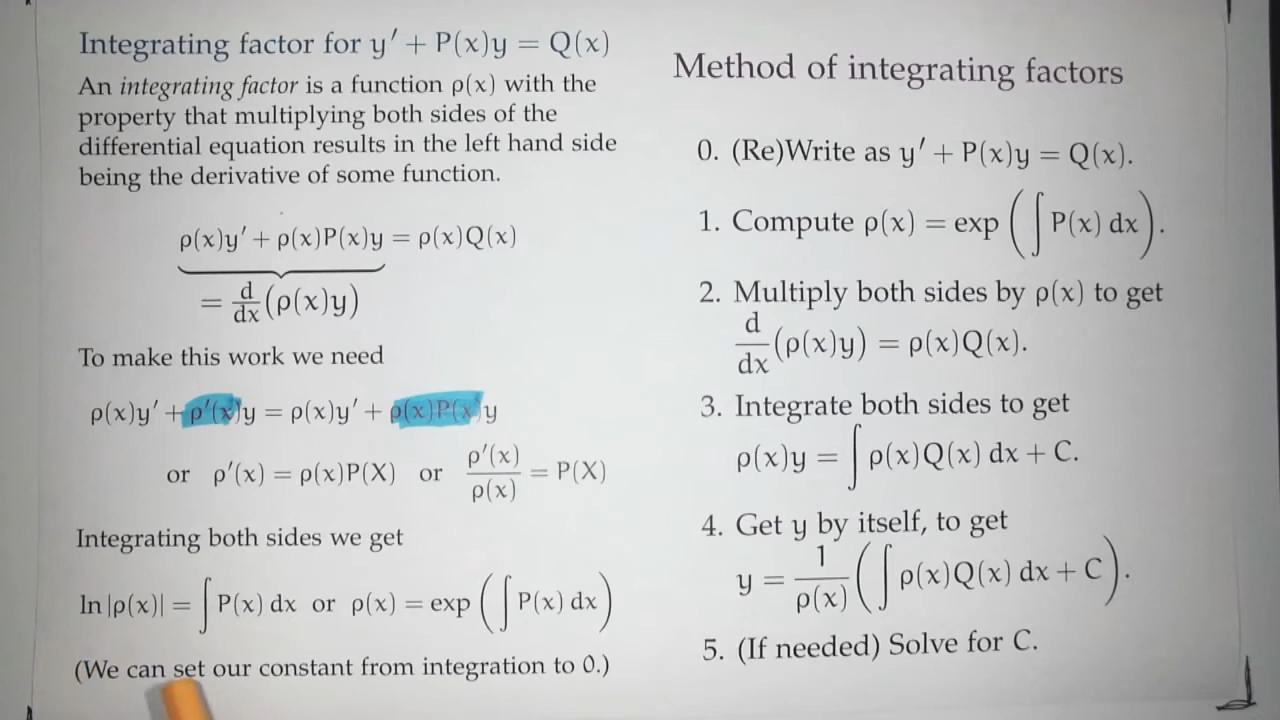 Integrating factor for y′ + P(x)y = Q(x)
An integrating factor is a function ρ(x) with the
property that multiplying both sides of the
differential equation results in the left hand side
being the derivative of some function.
ρ(x)y′ + ρ(x)P(x)y = ρ(x)Q(x)
= d/dx (ρ(x)y)
To make this work we need
ρ(x)y′ + ρ′(x)y = ρ(x)y′ + ρ(x)P(x)y
or ρ′(x) = ρ(x)P(X) or ρ′(x)/ρ(x) = P(X)
Integrating both sides we get
ln|ρ(x)| = ∫ P(x) dx or ρ(x) = exp(∫ P(x) dx)
(We can set our constant from integration to 0.)
Method of integrating factors
0. (Re)Write as y′ + P(x)y = Q(x).
1. Compute ρ(x) = exp(∫ P(x) dx).
2. Multiply both sides by ρ(x) to get
d/dx (ρ(x)y) = ρ(x)Q(x).
3. Integrate both sides to get
ρ(x)y = ∫ ρ(x)Q(x) dx + C.
4. Get y by itself, to get
y = 1/ρ(x) (∫ ρ(x)Q(x) dx + C).
5. (If needed) Solve for C.